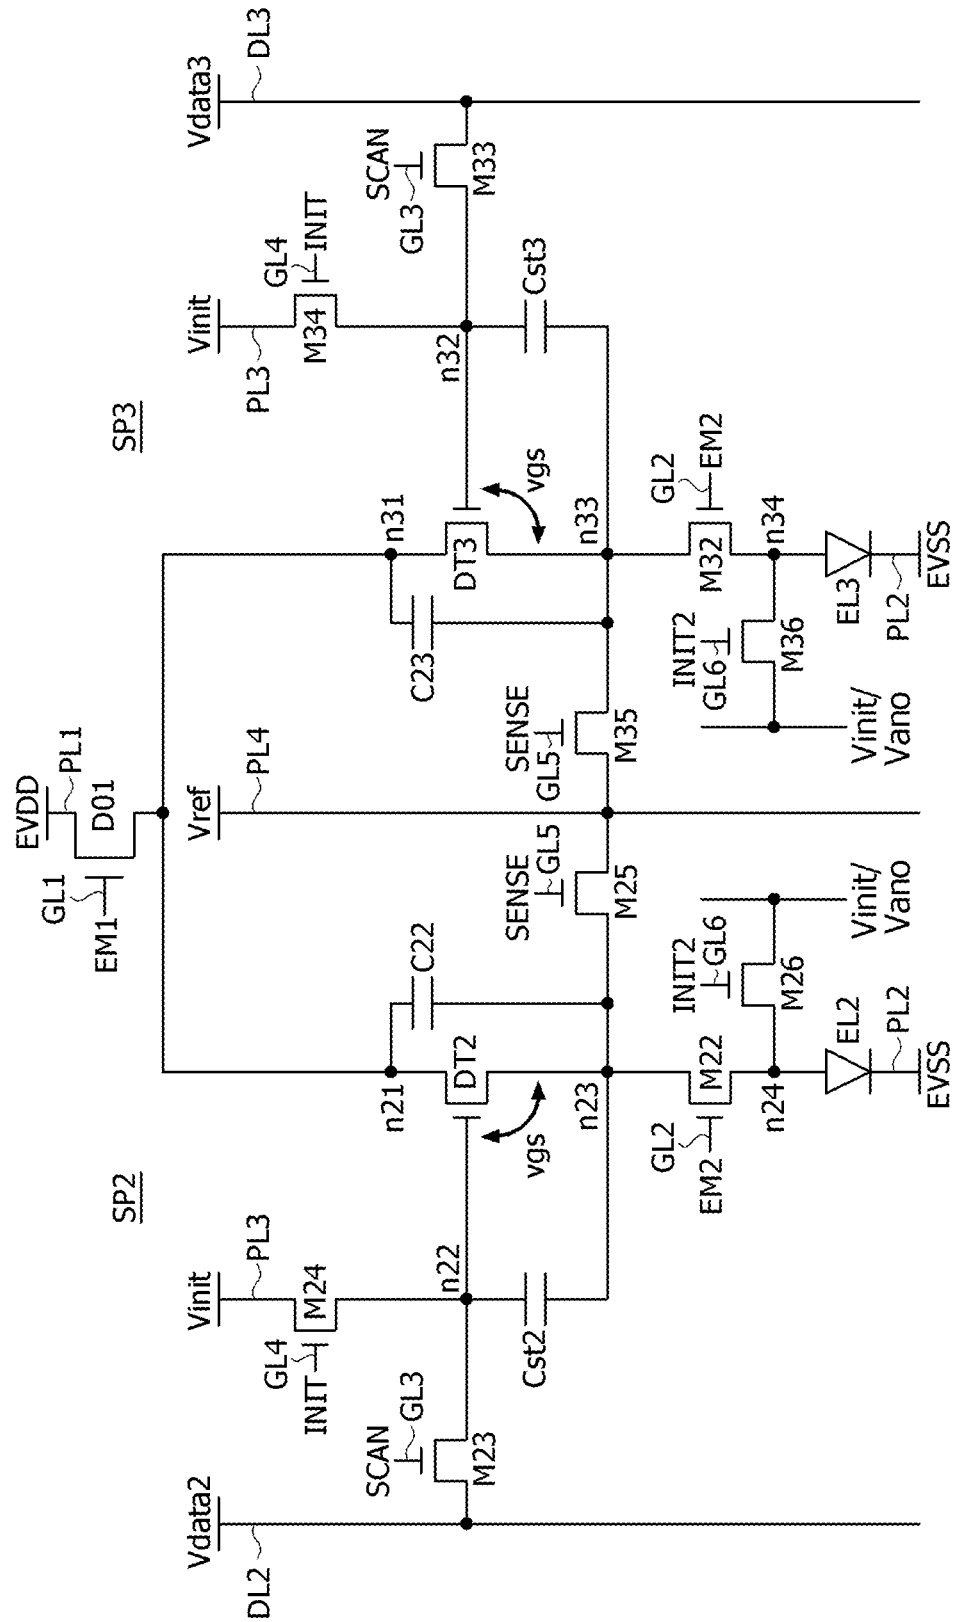 EVDD
GL1
PL1
EM1
D01
SP2
SP3
Vdata2
Vinit
Vref
Vinit
Vdata3
DL2
PL3
PL4
PL3
DL3
GL4
GL4
INIT
M24
M34
INIT
SCAN
SCAN
GL3
n21
C22
C23
n31
GL3
n22
DT2
DT3
n32
M23
M33
SENSE
SENSE
Cst2
vgs
GL5
GL5
vgs
Cst3
n23
n33
M25
M35
GL2
INIT2
INIT2
GL2
EM2
M22
GL6
GL6
M32
EM2
n24
M26
M36
n34
EL2
Vinit/
Vano
Vinit/
Vano
EL3
PL2
PL2
EVSS
EVSS